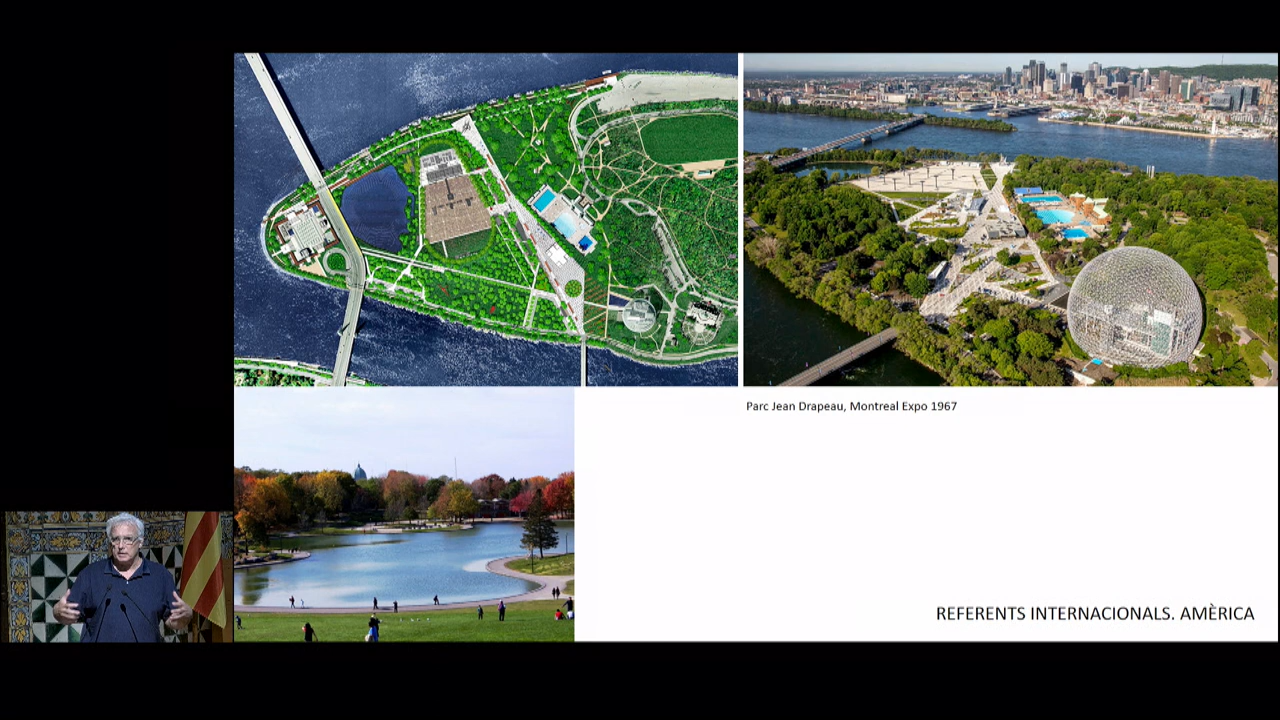 Parc Jean Drapeau, Montreal Expo 1967
REFERENTS INTERNACIONALS. AMÈRICA